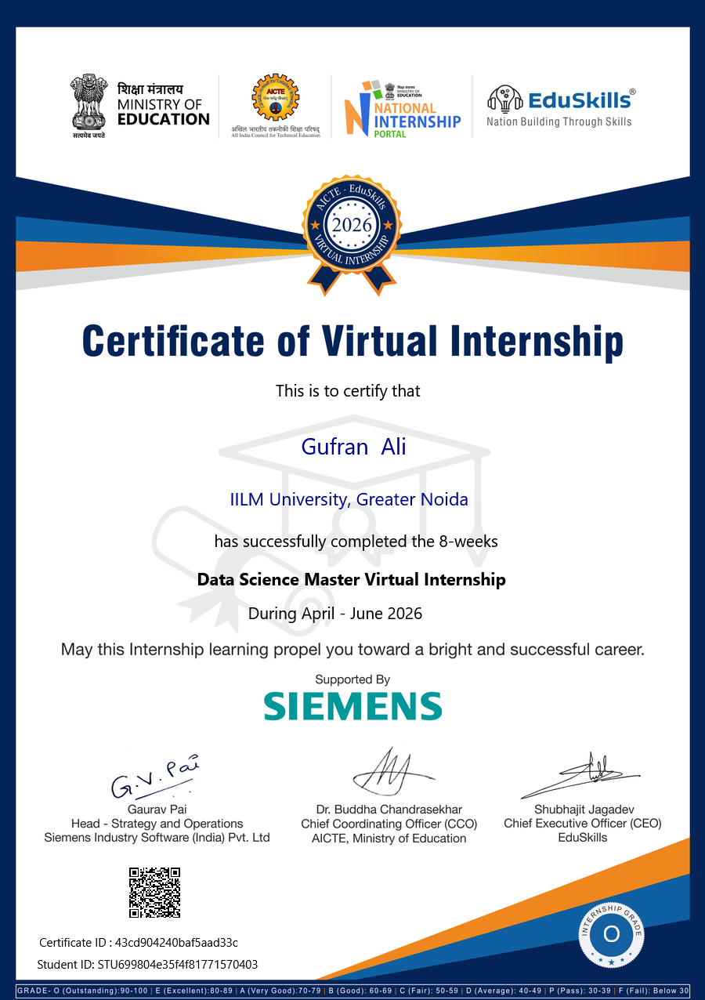 शिक्षा मंत्रालय
MINISTRY OF
EDUCATION
सत्यमेव जयते
AICTE
अखिल भारतीय तकनीकी शिक्षा परिषद्
All India Council for Technical Education
शिक्षा मंत्रालय
MINISTRY OF
EDUCATION
NATIONAL
INTERNSHIP
PORTAL
EduSkills®
Nation Building Through Skills
AICTE - EduSkills
2026
VIRTUAL INTERNSHIP
Certificate of Virtual Internship
This is to certify that
Gufran Ali
IILM University, Greater Noida
has successfully completed the 8-weeks
Data Science Master Virtual Internship
During April - June 2026
May this Internship learning propel you toward a bright and successful career.
Supported By
SIEMENS
G.V. Pai
Gaurav Pai
Head - Strategy and Operations
Siemens Industry Software (India) Pvt. Ltd
Dr. Buddha Chandrasekhar
Chief Coordinating Officer (CCO)
AICTE, Ministry of Education
Shubhajit Jagadev
Chief Executive Officer (CEO)
EduSkills
Certificate ID : 43cd904240baf5aad33c
Student ID: STU699804e35f4f81771570403
INTERNSHIP GRADE
O
GRADE- O (Outstanding):90-100 | E (Excellent):80-89 | A (Very Good):70-79 | B (Good): 60-69 | C (Fair): 50-59 | D (Average): 40-49 | P (Pass): 30-39 | F (Fail): Below 30